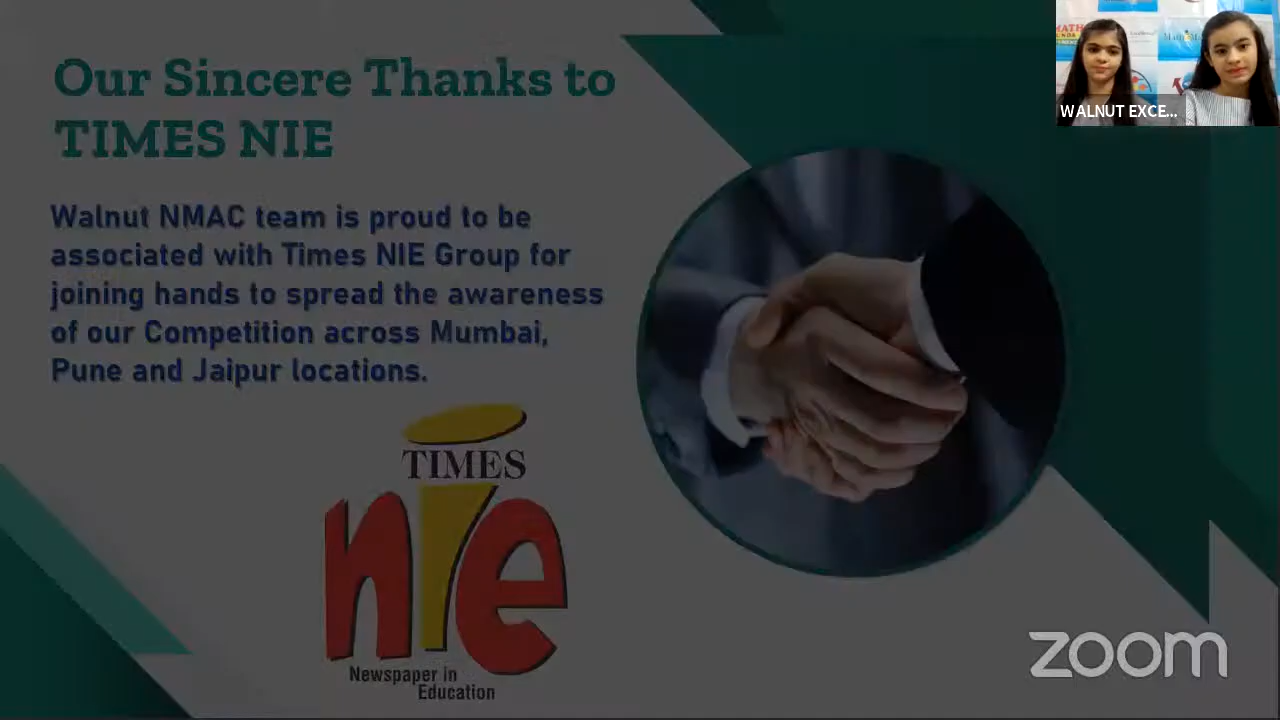 Our Sincere Thanks to
TIMES NIE
Walnut NMAC team is proud to be
associated with Times NIE Group for
joining hands to spread the awareness
of our Competition across Mumbai,
Pune and Jaipur locations.
TIMES
nie
Newspaper in
Education
WALNUT EXCE...
zoom